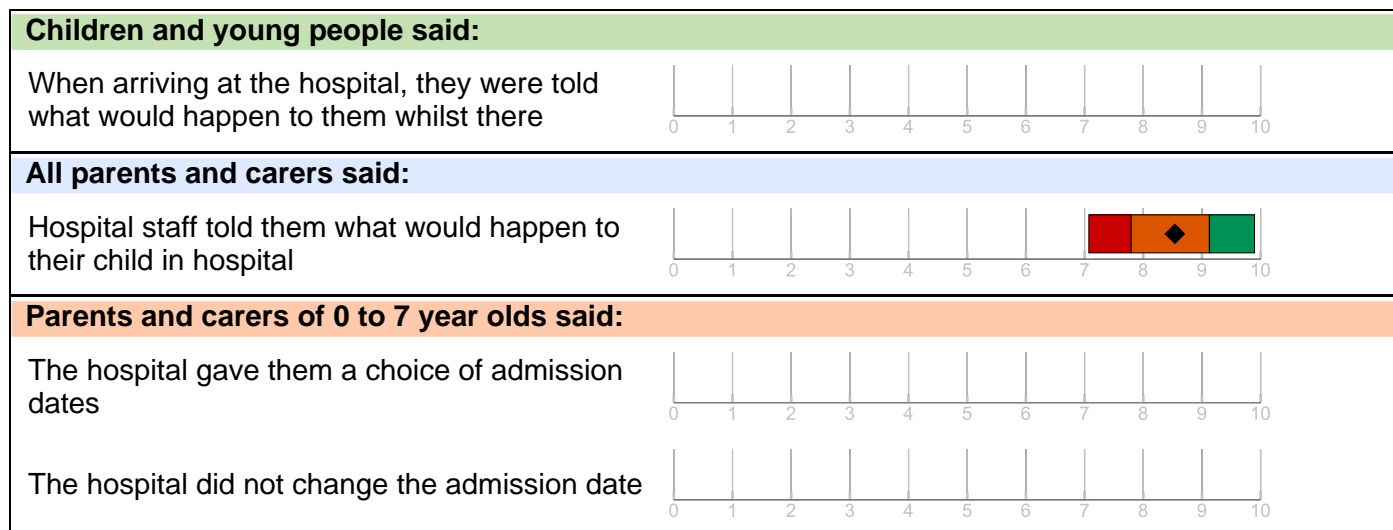 Children and young people said:
When arriving at the hospital, they were told
what would happen to them whilst there
0 1 2 3 4 5 6 7 8 9 10
All parents and carers said:
Hospital staff told them what would happen to
their child in hospital
0 1 2 3 4 5 6 7 8 9 10
Parents and carers of 0 to 7 year olds said:
The hospital gave them a choice of admission
dates
0 1 2 3 4 5 6 7 8 9 10
The hospital did not change the admission date
0 1 2 3 4 5 6 7 8 9 10